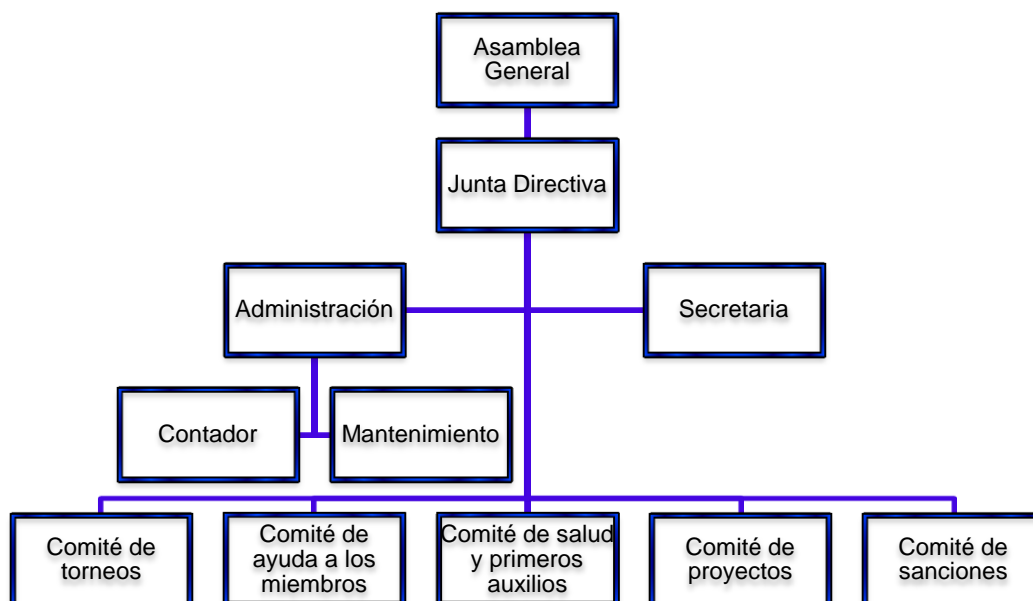 Asamblea
General
Junta Directiva
Administración
Secretaria
Contador
Mantenimiento
Comité de
torneos
Comité de
ayuda a los
miembros
Comité de salud
y primeros
auxilios
Comité de
proyectos
Comité de
sanciones